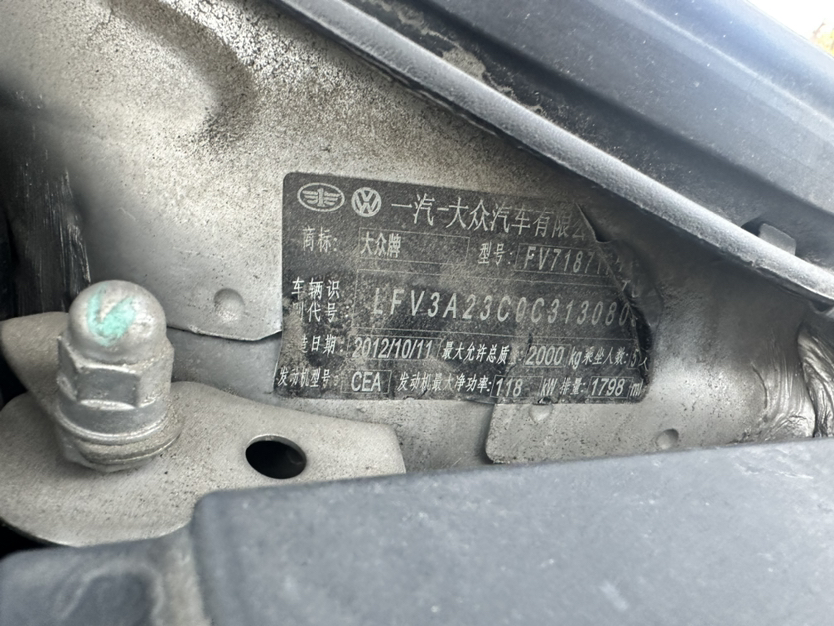 一汽-大众汽车有限
商标: 大众牌 型号: FV7187
车辆识
别代号: LFV3A23C0C313080
造日期: 2012/10/11 最大允许总质 2000 kg 乘坐人数: 5 人
发动机型号: CEA 发动机最大净功率: 118 kW 排量: 1798 ml